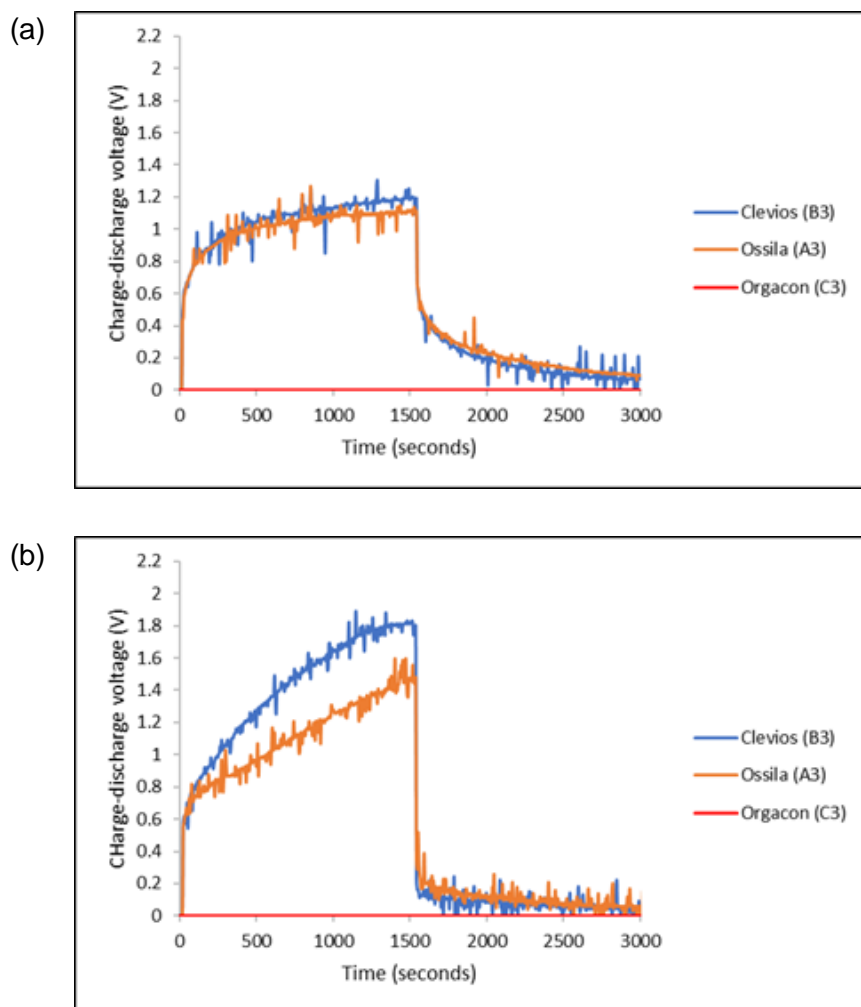 (a)
2.2
2
1.8
1.6
1.4
1.2
1
0.8
0.6
0.4
0.2
0
Charge-discharge voltage (V)
0 500 1000 1500 2000 2500 3000
Time (seconds)
Clevios (B3)
Ossila (A3)
Orgacon (C3)
(b)
2.2
2
1.8
1.6
1.4
1.2
1
0.8
0.6
0.4
0.2
0
CHarge-discharge voltage (V)
0 500 1000 1500 2000 2500 3000
Time (seconds)
Clevios (B3)
Ossila (A3)
Orgacon (C3)